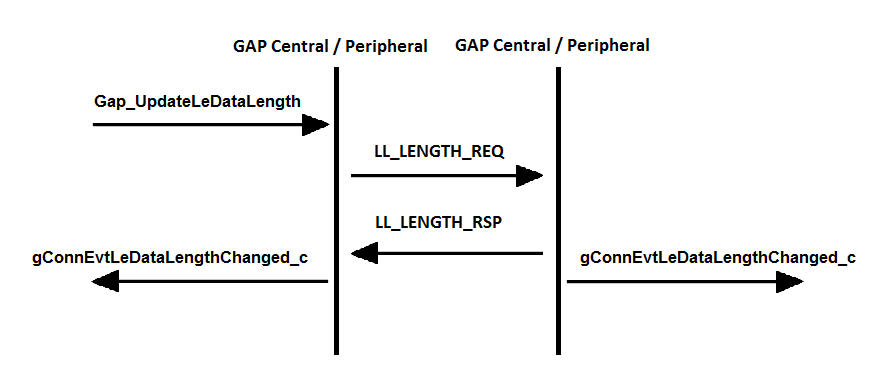 GAP Central / Peripheral
GAP Central / Peripheral
Gap_UpdateLeDataLength
LL_LENGTH_REQ
LL_LENGTH_RSP
gConnEvtLeDataLengthChanged_c
gConnEvtLeDataLengthChanged_c